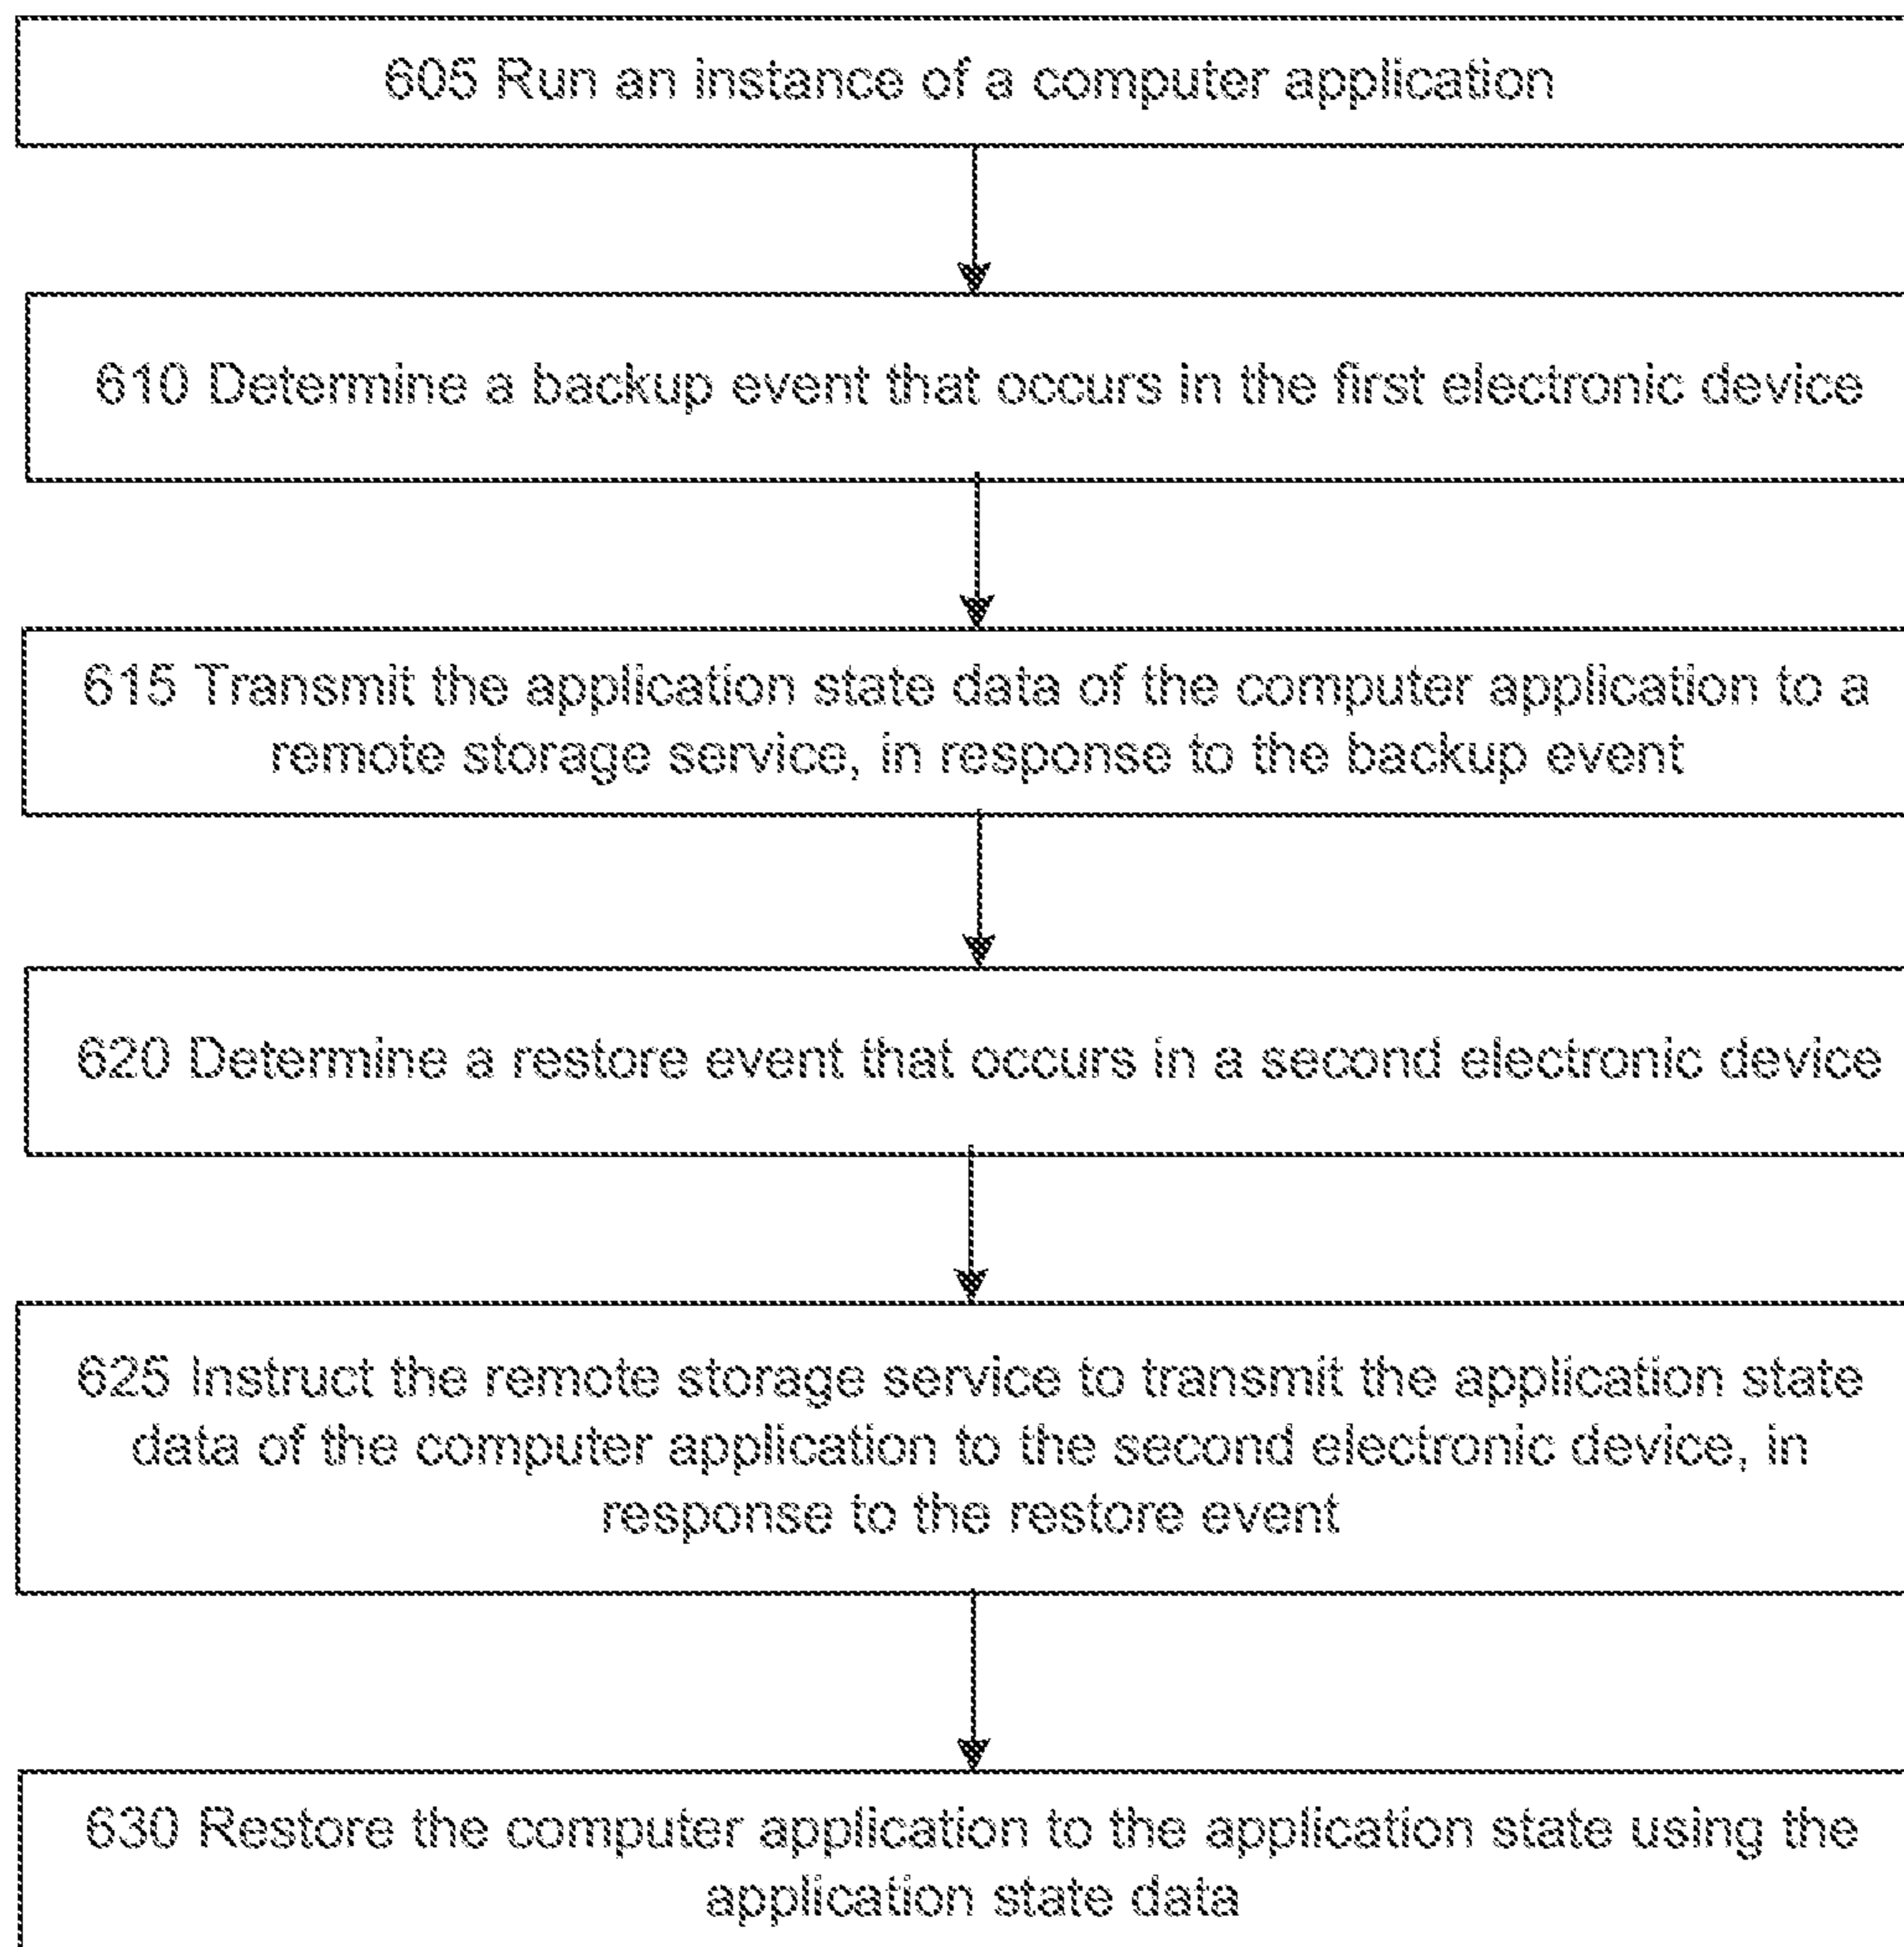 605 Run an instance of a computer application
610 Determine a backup event that occurs in the first electronic device
615 Transmit the application state data of the computer application to a
remote storage service, in response to the backup event
620 Determine a restore event that occurs in a second electronic device
625 Instruct the remote storage service to transmit the application state
data of the computer application to the second electronic device, in
response to the restore event
630 Restore the computer application to the application state using the
application state data